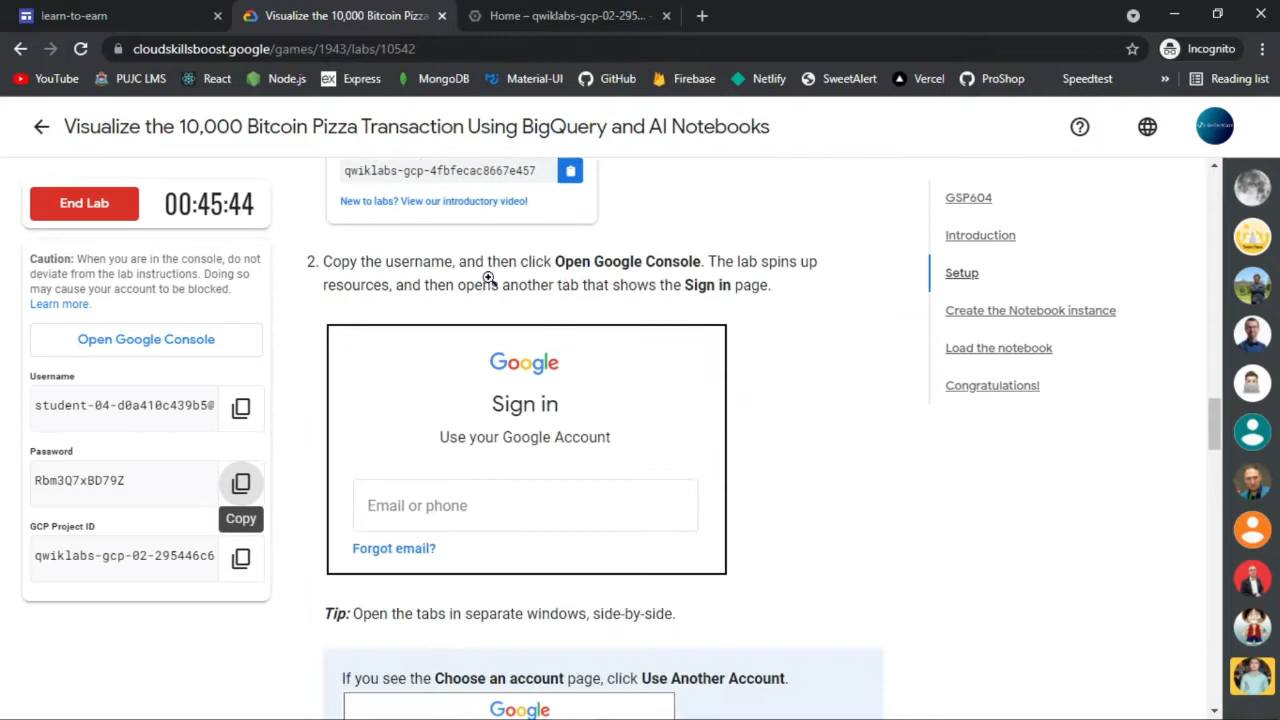 learn-to-earn
Visualize the 10,000 Bitcoin Pizza
Home – qwiklabs-gcp-02-295...
cloudskillsboost.google/games/1943/labs/10542
Incognito
YouTube
PUJC LMS
React
Node.js
ex Express
MongoDB
Material-UI
GitHub
Firebase
Netlify
SweetAlert
Vercel
ProShop
Speedtest
»
Reading list
Visualize the 10,000 Bitcoin Pizza Transaction Using BigQuery and AI Notebooks
End Lab
00:45:44
Caution: When you are in the console, do not
deviate from the lab instructions. Doing so
may cause your account to be blocked.
Learn more.
Open Google Console
Username
student-04-d0a410c439b5@
Password
Rbm3Q7xBD79Z
Copy
GCP Project ID
qwiklabs-gcp-02-295446c6
qwiklabs-gcp-4fbfecac8667e457
New to labs? View our introductory video!
2. Copy the username, and then click Open Google Console. The lab spins up
resources, and then opens another tab that shows the Sign in page.
Google
Sign in
Use your Google Account
Email or phone
Forgot email?
Tip: Open the tabs in separate windows, side-by-side.
If you see the Choose an account page, click Use Another Account.
Google
GSP604
Introduction
Setup
Create the Notebook instance
Load the notebook
Congratulations!